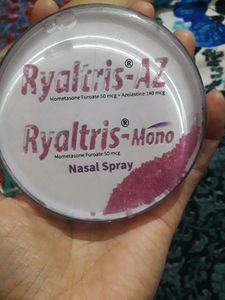 Ryaltris®-AZ
Mometasone Furoate 50 mcg + Azelastine 140 mcg
Ryaltris®-Mono
Mometasone Furoate 50 mcg
Nasal Spray